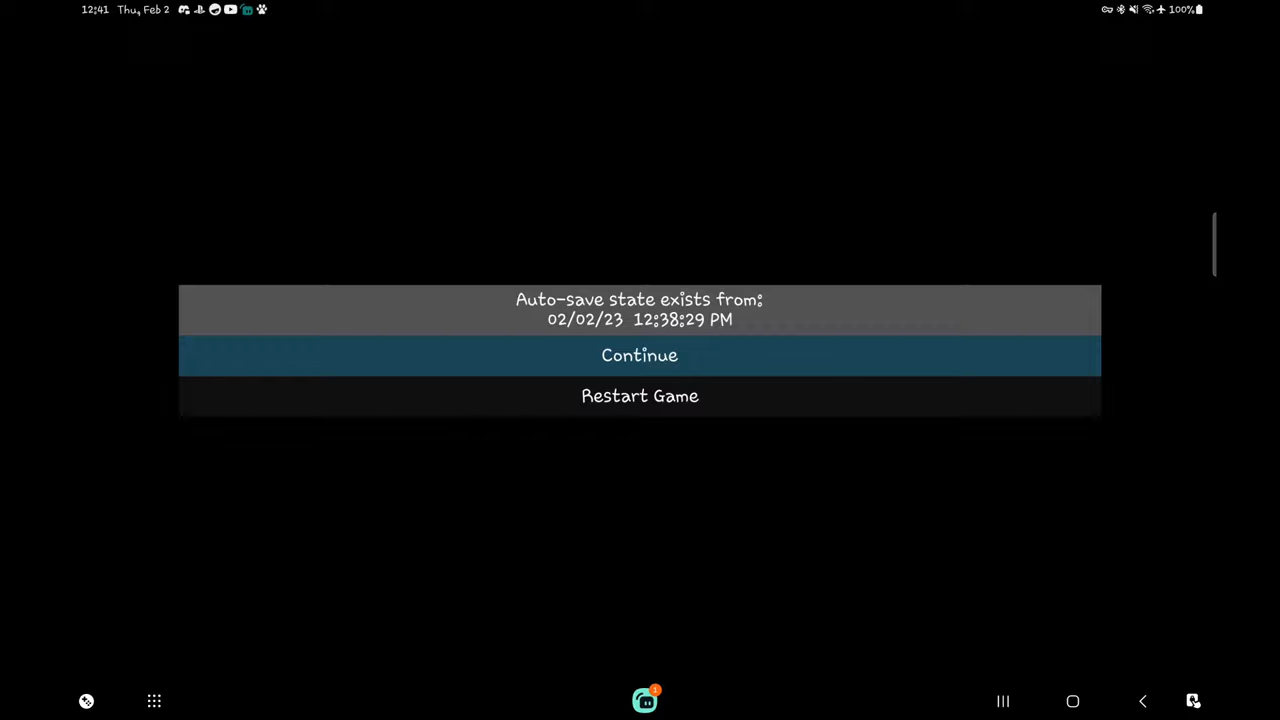 12:41 Thu, Feb 2 100%
Auto-save state exists from:
02/02/23 12:38:29 PM
Continue
Restart Game
1